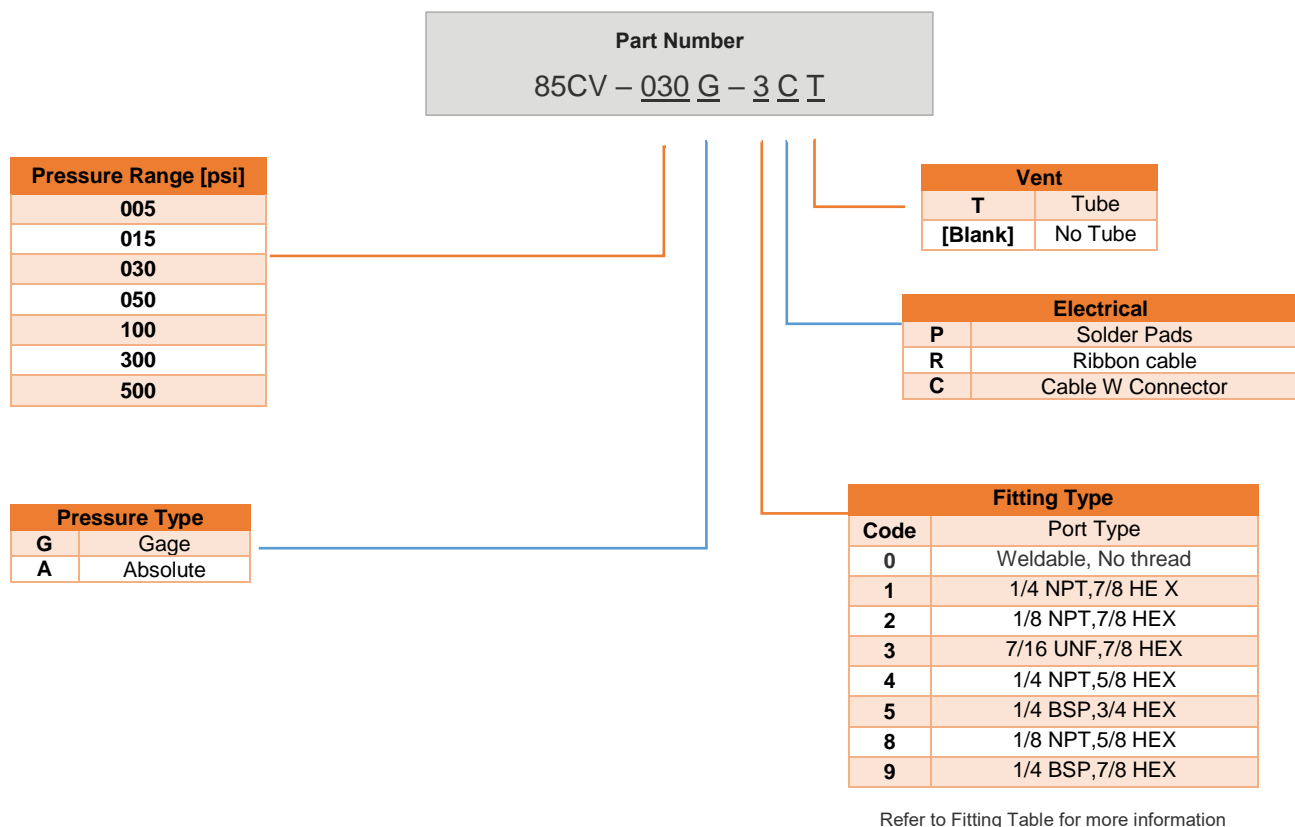 Part Number
85CV – 030 G – 3 C T
Pressure Range [psi]
005
015
030
050
100
300
500
Vent
T Tube
[Blank] No Tube
Electrical
P Solder Pads
R Ribbon cable
C Cable W Connector
Pressure Type
G Gage
A Absolute
Fitting Type
Code Port Type
0 Weldable, No thread
1 1/4 NPT,7/8 HE X
2 1/8 NPT,7/8 HEX
3 7/16 UNF,7/8 HEX
4 1/4 NPT,5/8 HEX
5 1/4 BSP,3/4 HEX
8 1/8 NPT,5/8 HEX
9 1/4 BSP,7/8 HEX
Refer to Fitting Table for more information